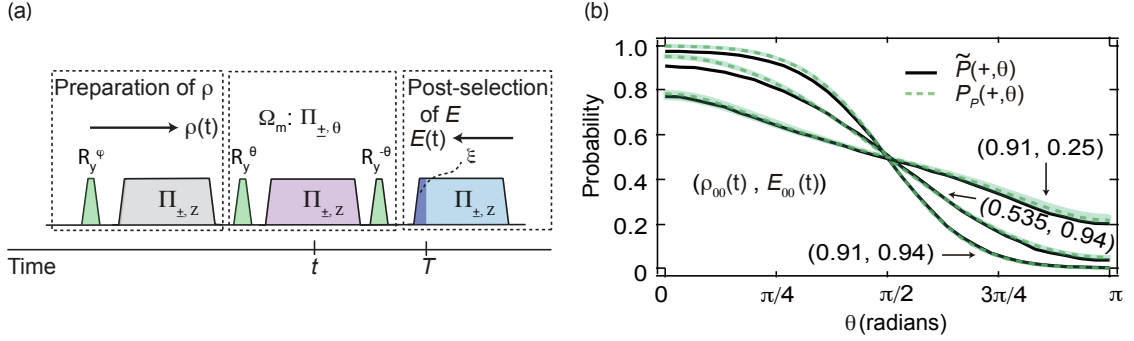 (a)
Preparation of ρ
ρ(t)
Ω_m: Π_±,θ
Post-selection
of E
E(t)
ξ
R_y^φ
Π_±,z
R_y^θ
Π_±,z
R_y^-θ
Π_±,z
Time
t
T
(b)
Probability
1.0
0.8
0.6
0.4
0.2
0
P̃(+,θ)
P_P(+,θ)
(0.91, 0.25)
(ρ_00(t) , E_00(t))
(0.535, 0.94)
(0.91, 0.94)
0
π/4
π/2
3π/4
π
θ (radians)